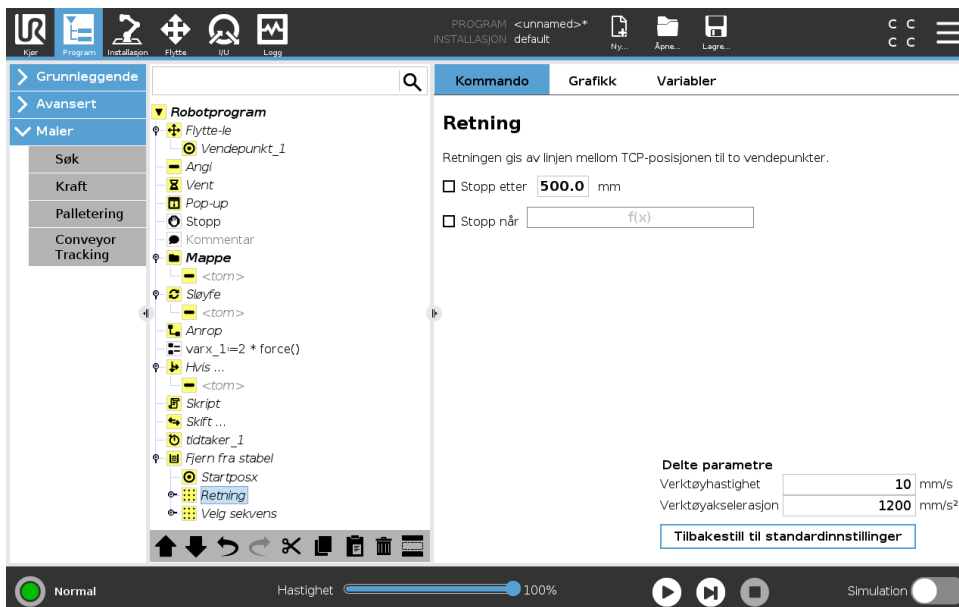 PROGRAM <unnamed>*
INSTALLASJON default
Kjør
Program
Installasjon
Flytte
I/U
Logg
Ny...
Åpne...
Lagre...
C C
C C
Grunnleggende
Avansert
Maler
Søk
Kraft
Palletering
Conveyor
Tracking
Robotprogram
Flytte-le
Vendepunkt_1
Angi
Vent
Pop-up
Stopp
Kommentar
Mappe
<tom>
Sløyfe
<tom>
Anrop
varx_1:=2 * force()
Hvis ...
<tom>
Skript
Skift ...
tidtaker_1
Fjern fra stabel
Startposx
Retning
Velg sekvens
Kommando
Grafikk
Variabler
Retning
Retningen gis av linjen mellom TCP-posisjonen til to vendepunkter.
Stopp etter 500.0 mm
Stopp når f(x)
Delte parametre
Verktøyhastighet 10 mm/s
Verktøyakselerasjon 1200 mm/s²
Tilbakestill til standardinnstillinger
Normal
Hastighet 100%
Simulation